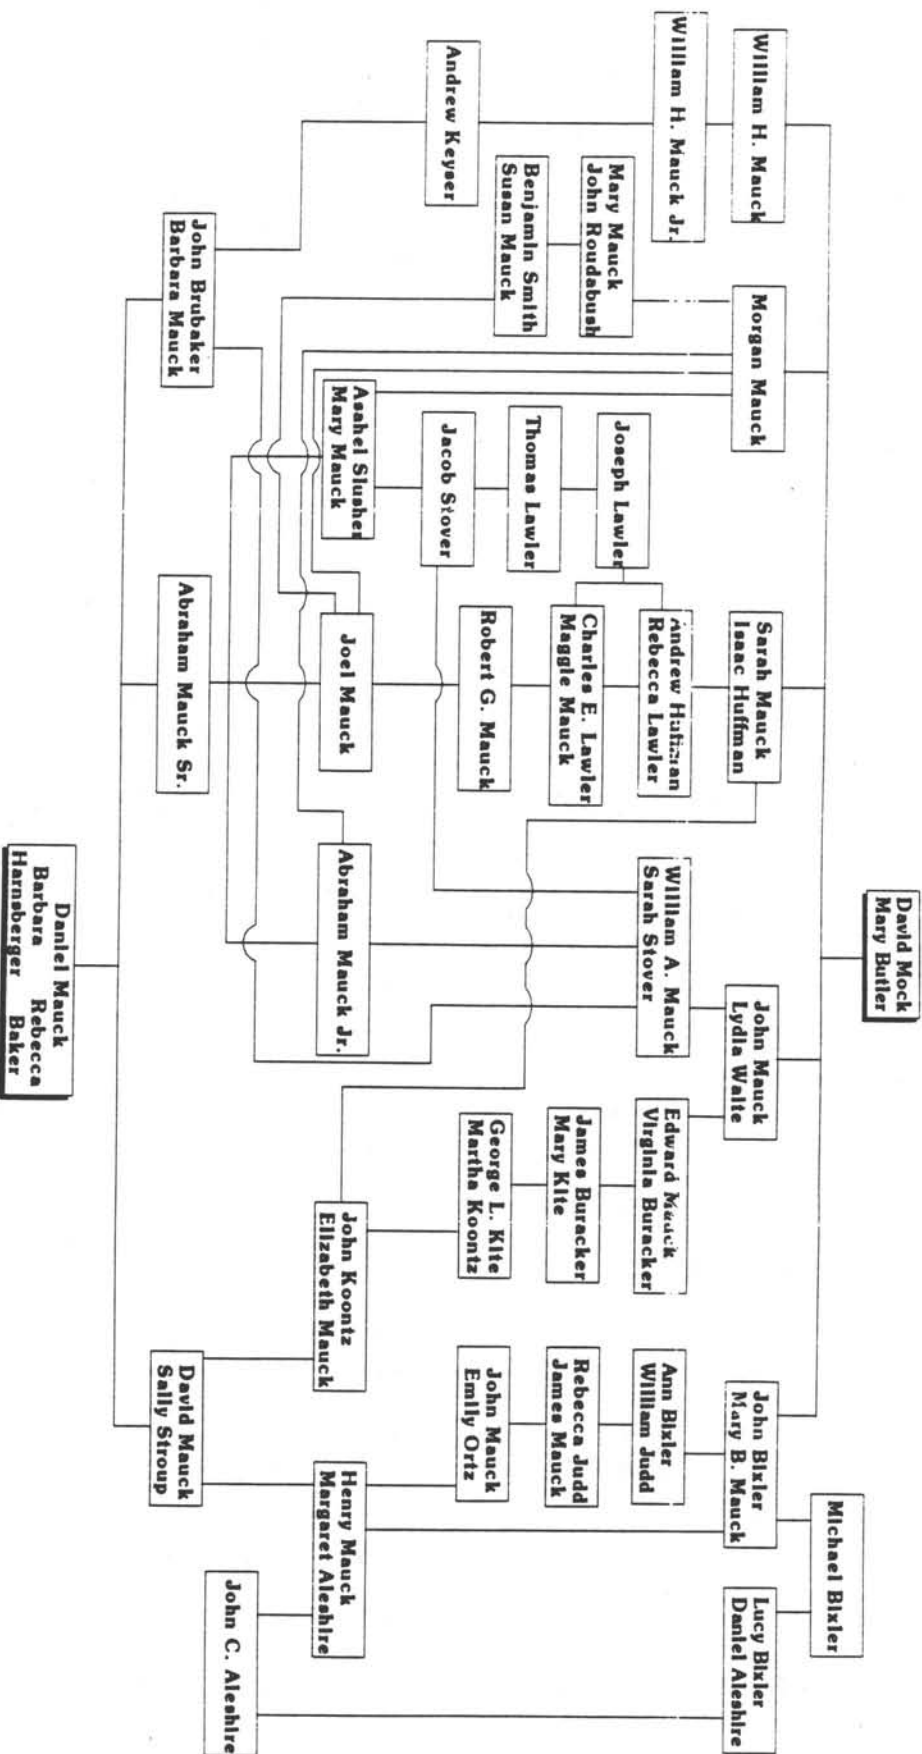 David Mock
Mary Butler
Michael Bixler
William H. Mauck
Morgan Mauck
Sarah Mauck
Isaac Huffman
John Mauck
Lydia Waite
John Bixler
Mary B. Mauck
Lucy Bixler
Daniel Aleshire
William H. Mauck Jr.
Mary Mauck
John Roudabush
Joseph Lawler
Andrew Huffman
Rebecca Lawler
William A. Mauck
Sarah Stover
Edward Mauck
Virginia Buracker
Ann Bixler
William Judd
Benjamin Smith
Susan Mauck
Thomas Lawler
Charles E. Lawler
Maggie Mauck
James Buracker
Mary Kite
Rebecca Judd
James Mauck
Andrew Keyser
Jacob Stover
Robert G. Mauck
George L. Kite
Martha Koontz
John Mauck
Emily Ortz
Asahel Slusher
Mary Mauck
Joel Mauck
Abraham Mauck Jr.
John Koontz
Elizabeth Mauck
Henry Mauck
Margaret Aleshire
John Brubaker
Barbara Mauck
Abraham Mauck Sr.
David Mauck
Sally Stroup
John C. Aleshire
Daniel Mauck
Barbara Rebecca
Harnsberger Baker